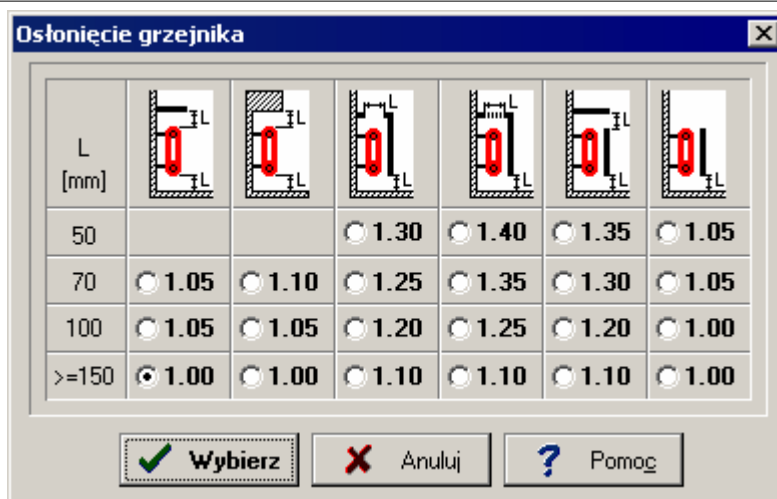 Osłonięcie grzejnika
L
[mm]
L L L L L L
L L L L
50 1.30 1.40 1.35 1.05
70 1.05 1.10 1.25 1.35 1.30 1.05
100 1.05 1.05 1.20 1.25 1.20 1.00
>=150 1.00 1.00 1.10 1.10 1.10 1.00
Wybierz Anuluj Pomoc